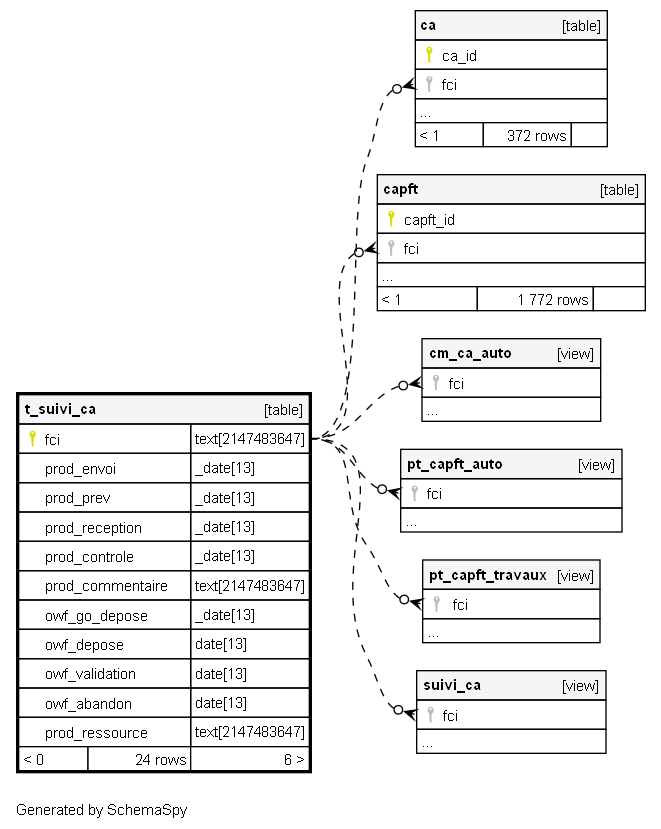 ca [table]
ca_id
fci
...
< 1 372 rows
capft [table]
capft_id
fci
...
< 1 1 772 rows
cm_ca_auto [view]
fci
...
t_suivi_ca [table]
fci text[2147483647]
prod_envoi _date[13]
prod_prev _date[13]
prod_reception _date[13]
prod_controle _date[13]
prod_commentaire text[2147483647]
owf_go_depose _date[13]
owf_depose date[13]
owf_validation date[13]
owf_abandon date[13]
prod_ressource text[2147483647]
< 0 24 rows 6 >
pt_capft_auto [view]
fci
...
pt_capft_travaux [view]
fci
...
suivi_ca [view]
fci
...
Generated by SchemaSpy